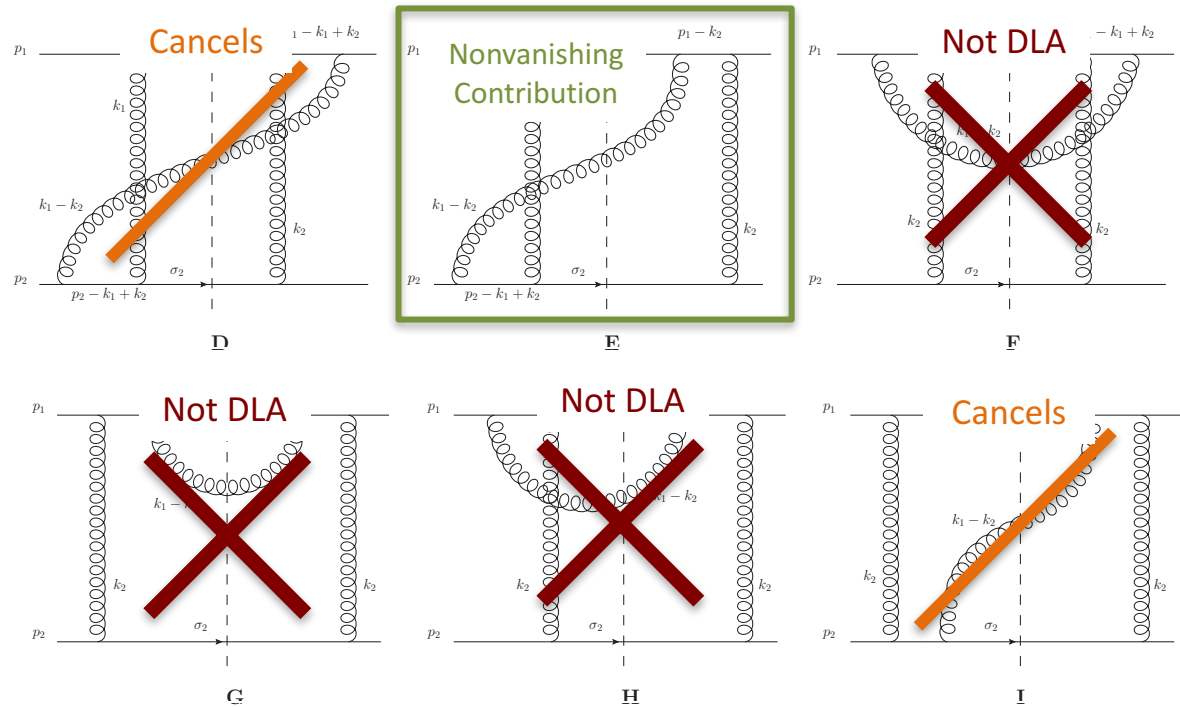 Cancels
1 − k₁ + k₂
p₁
k₁
k₁ − k₂
k₂
σ₂
p₂
p₂ − k₁ + k₂
D
Nonvanishing
Contribution
p₁ − k₂
p₁
k₁ − k₂
k₂
σ₂
p₂
p₂ − k₁ + k₂
E
Not DLA
− k₁ + k₂
p₁
k₂
k₂
σ₂
p₂
F
Not DLA
p₁
k₁ −
k₂
k₂
σ₂
p₂
G
Not DLA
p₁
− k₂
k₂
k₂
σ₂
p₂
H
Cancels
p₁
k₁ − k₂
k₂
k₂
σ₂
p₂
I